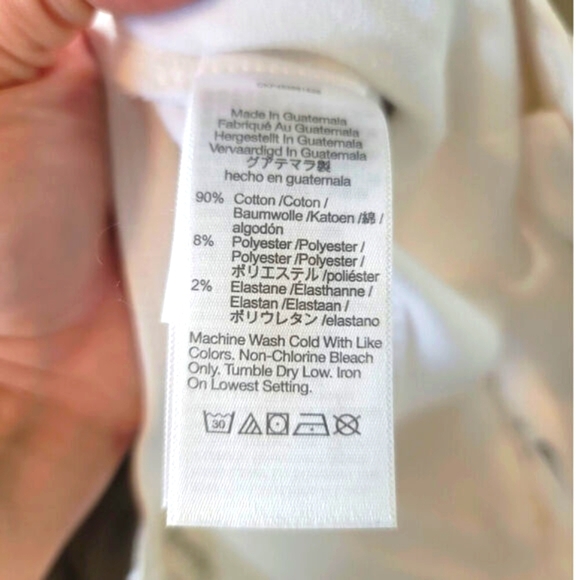 Made In Guatemala
Fabriqué Au Guatemala
Hergestellt In Guatemala
Vervaardigd In Guatemala
グアテマラ製
hecho en guatemala
90% Cotton /Coton /
Baumwolle /Katoen /綿 /
algodón
8% Polyester /Polyester /
Polyester /Polyester /
ポリエステル /poliéster
2% Elastane /Élasthanne /
Elastan /Elastaan /
ポリウレタン /elastano
Machine Wash Cold With Like
Colors. Non-Chlorine Bleach
Only. Tumble Dry Low. Iron
On Lowest Setting.
30